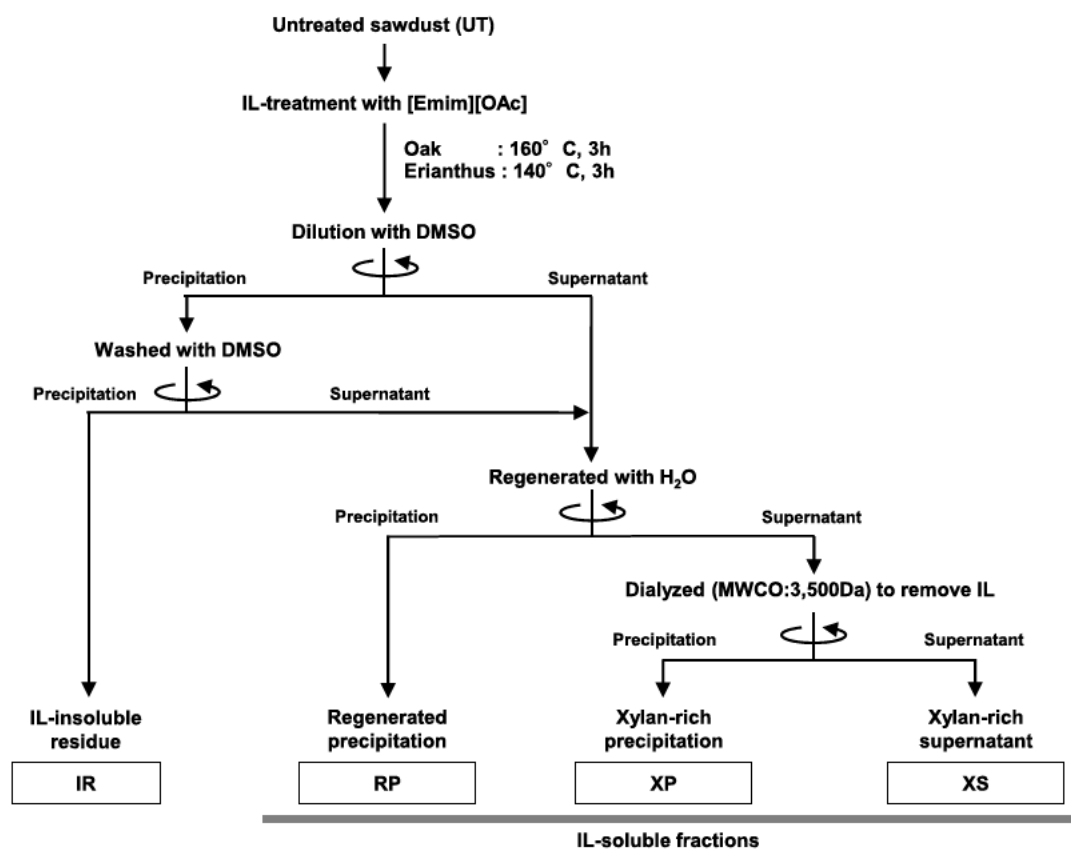 Untreated sawdust (UT)
IL-treatment with [Emim][OAc]
Oak : 160° C, 3h
Erianthus : 140° C, 3h
Dilution with DMSO
Precipitation
Supernatant
Washed with DMSO
Precipitation
Supernatant
Regenerated with H₂O
Precipitation
Supernatant
Dialyzed (MWCO:3,500Da) to remove IL
Precipitation
Supernatant
IL-insoluble
residue
IR
Regenerated
precipitation
RP
Xylan-rich
precipitation
XP
Xylan-rich
supernatant
XS
IL-soluble fractions